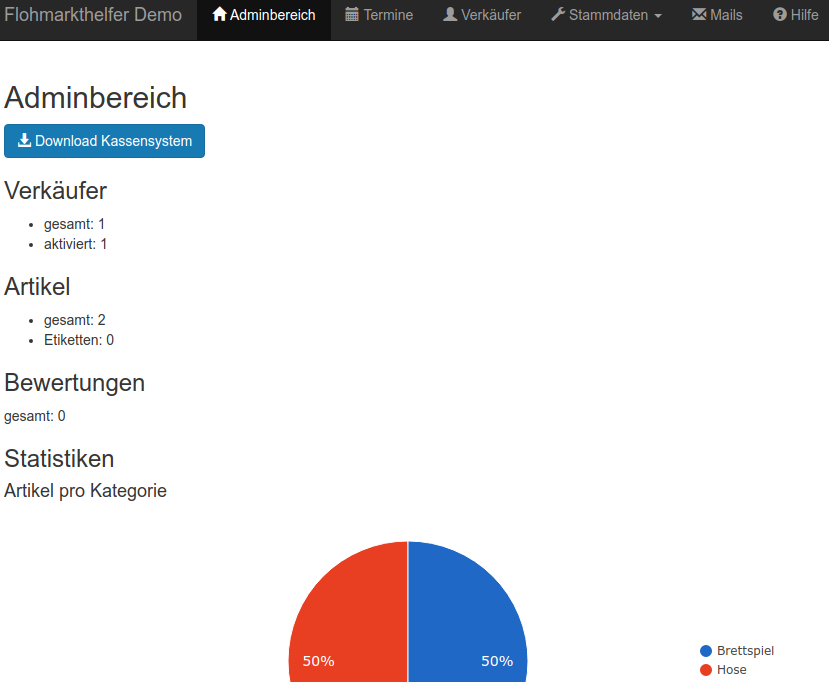 Flohmarkthelfer Demo Adminbereich Termine Verkäufer Stammdaten Mails Hilfe
Adminbereich
Download Kassensystem
Verkäufer
gesamt: 1
aktiviert: 1
Artikel
gesamt: 2
Etiketten: 0
Bewertungen
gesamt: 0
Statistiken
Artikel pro Kategorie
50% 50%
Brettspiel
Hose